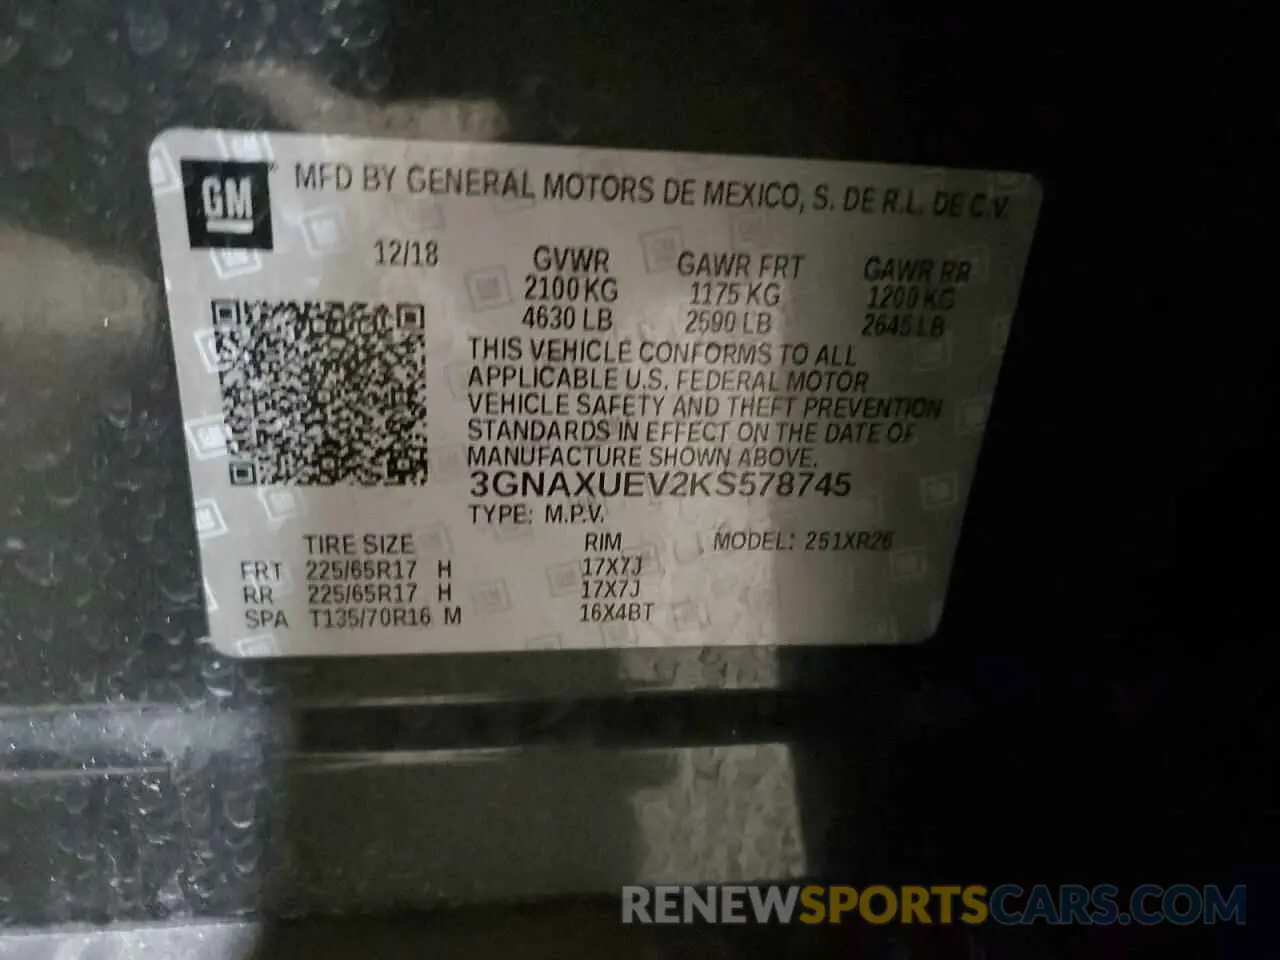 GM
MFD BY GENERAL MOTORS DE MEXICO, S. DE R.L. DE C.V.
12/18 GVWR GAWR FRT GAWR RR
2100 KG 1175 KG 1200 KG
4630 LB 2590 LB 2645 LB
THIS VEHICLE CONFORMS TO ALL
APPLICABLE U.S. FEDERAL MOTOR
VEHICLE SAFETY AND THEFT PREVENTION
STANDARDS IN EFFECT ON THE DATE OF
MANUFACTURE SHOWN ABOVE.
3GNAXUEV2KS578745
TYPE: M.P.V.
TIRE SIZE RIM MODEL: 251XR26
FRT 225/65R17 H 17X7J
RR 225/65R17 H 17X7J
SPA T135/70R16 M 16X4BT
RENEWSPORTSCARS.COM